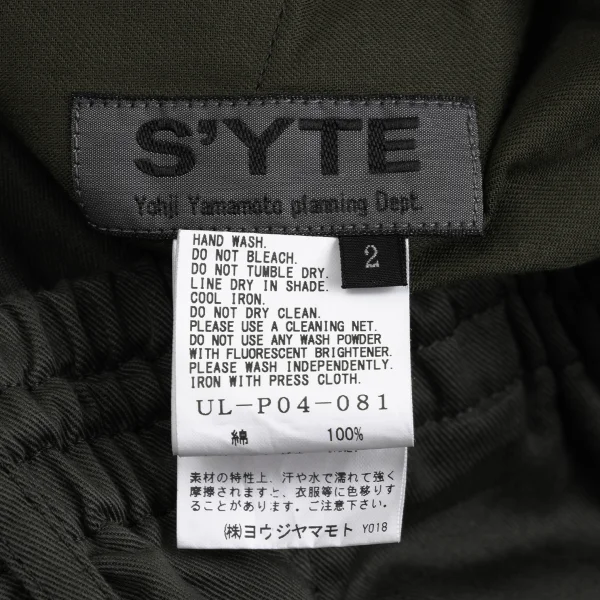 S'YTE
Yohji Yamamoto planning Dept.
2
HAND WASH.
DO NOT BLEACH.
DO NOT TUMBLE DRY.
LINE DRY IN SHADE.
COOL IRON.
DO NOT DRY CLEAN.
PLEASE USE A CLEANING NET.
DO NOT USE ANY WASH POWDER
WITH FLUORESCENT BRIGHTENER.
PLEASE WASH INDEPENDENTLY.
IRON WITH PRESS CLOTH.
UL-P04-081
綿 100%
素材の特性上、汗や水で濡れて強く
摩擦されますと、衣服等に色移りす
ることがあります。ご注意下さい。
(株)ヨウジヤマモト Y018